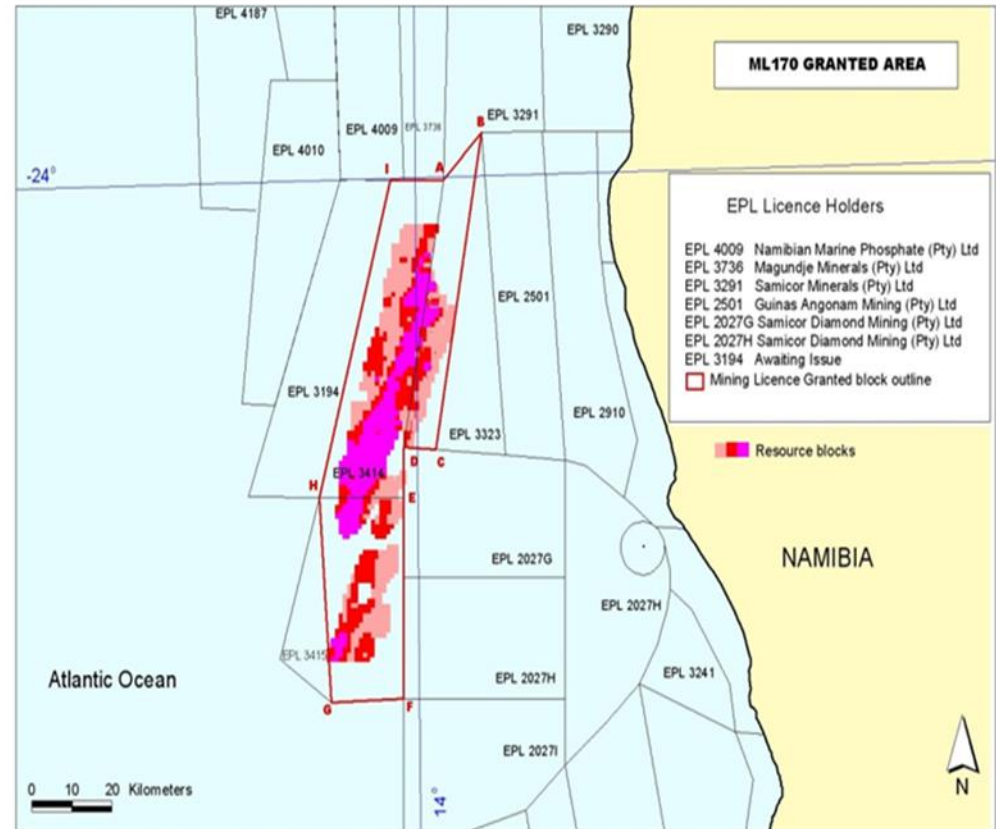 EPL 4187
EPL 3290
ML170 GRANTED AREA
B
EPL 3291
EPL 4009
EPL 3736
EPL 4010
I
A
-24°
EPL Licence Holders
EPL 4009 Namibian Marine Phosphate (Pty) Ltd
EPL 3736 Magundje Minerals (Pty) Ltd
EPL 3291 Samicor Minerals (Pty) Ltd
EPL 2501 Guinas Angonam Mining (Pty) Ltd
EPL 2027G Samicor Diamond Mining (Pty) Ltd
EPL 2027H Samicor Diamond Mining (Pty) Ltd
EPL 3194 Awaiting Issue
Mining Licence Granted block outline
EPL 2501
EPL 3194
EPL 2910
EPL 3323
Resource blocks
D
C
EPL 3414
H
E
EPL 2027G
NAMIBIA
EPL 2027H
EPL 3415
EPL 3241
Atlantic Ocean
EPL 2027H
G
F
EPL 2027I
0 10 20 Kilometers
14°
N